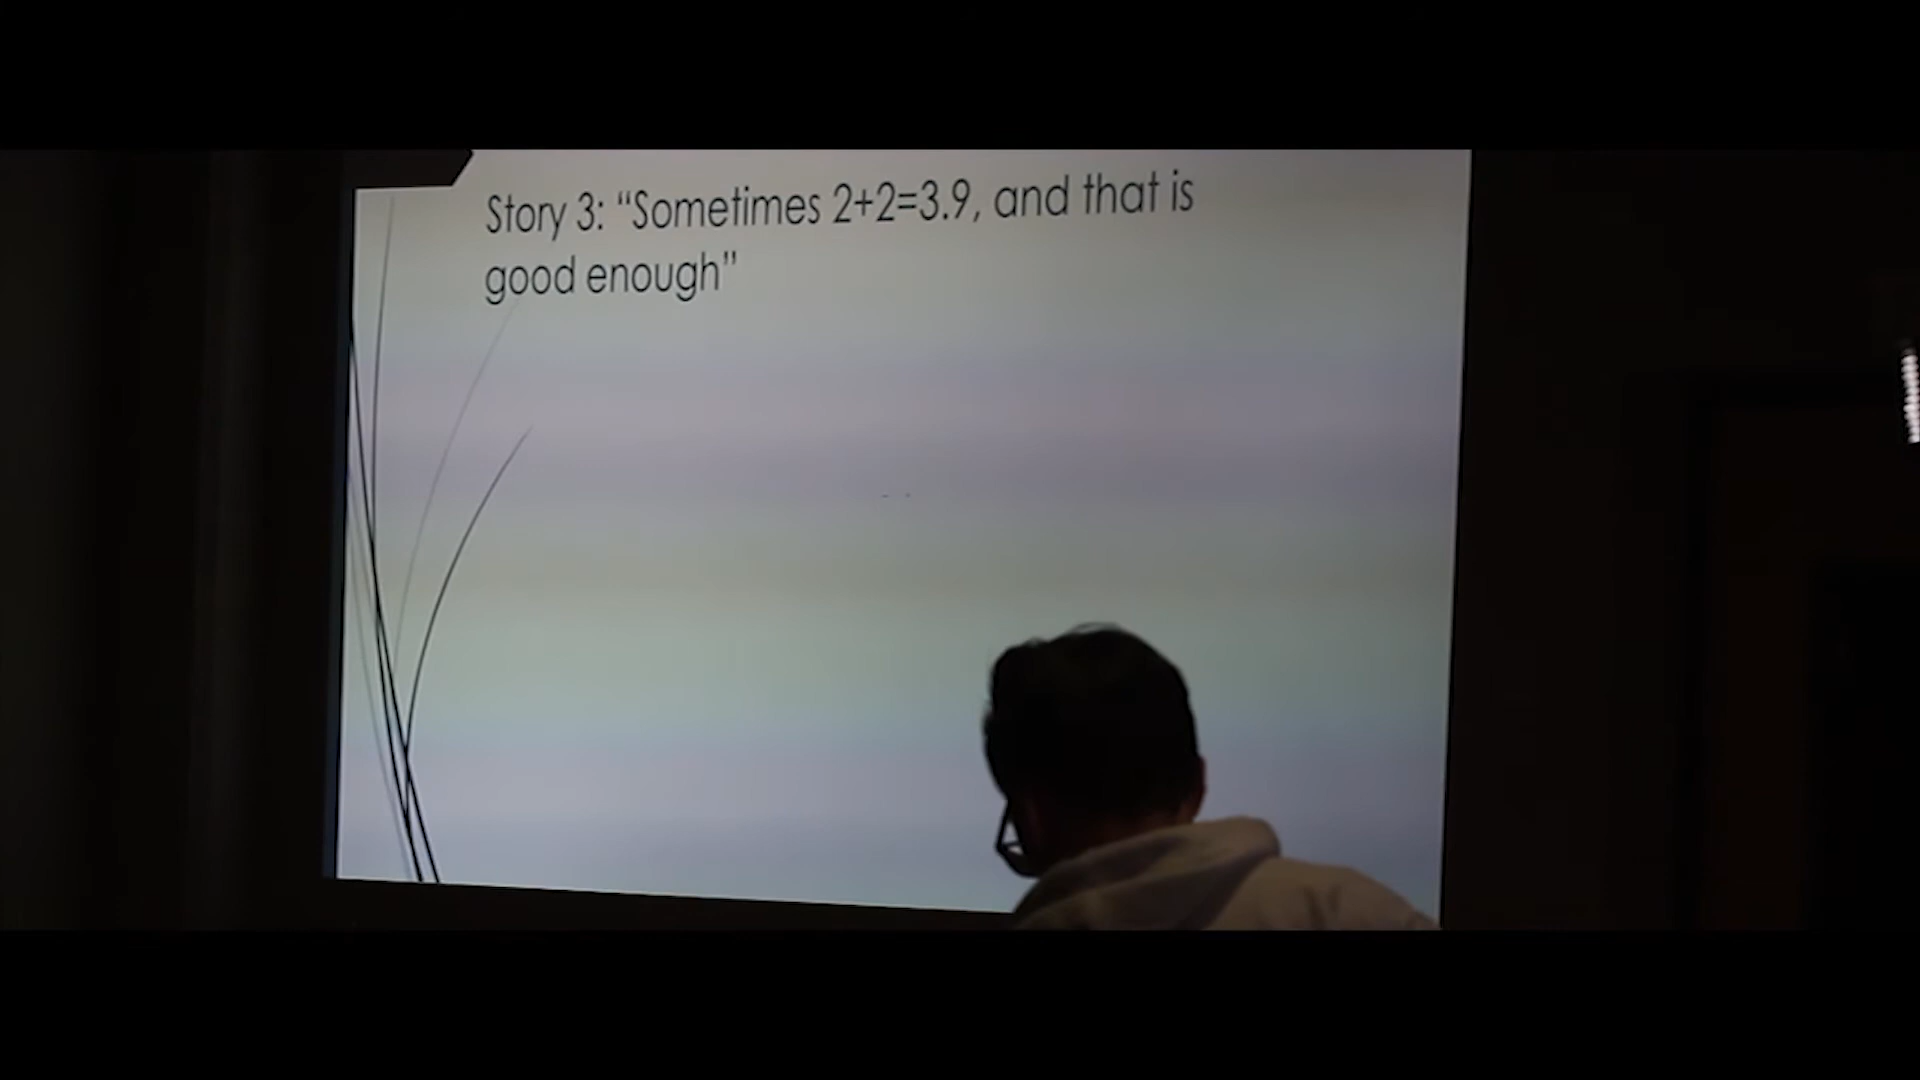 Story 3: “Sometimes 2+2=3.9, and that is
good enough”